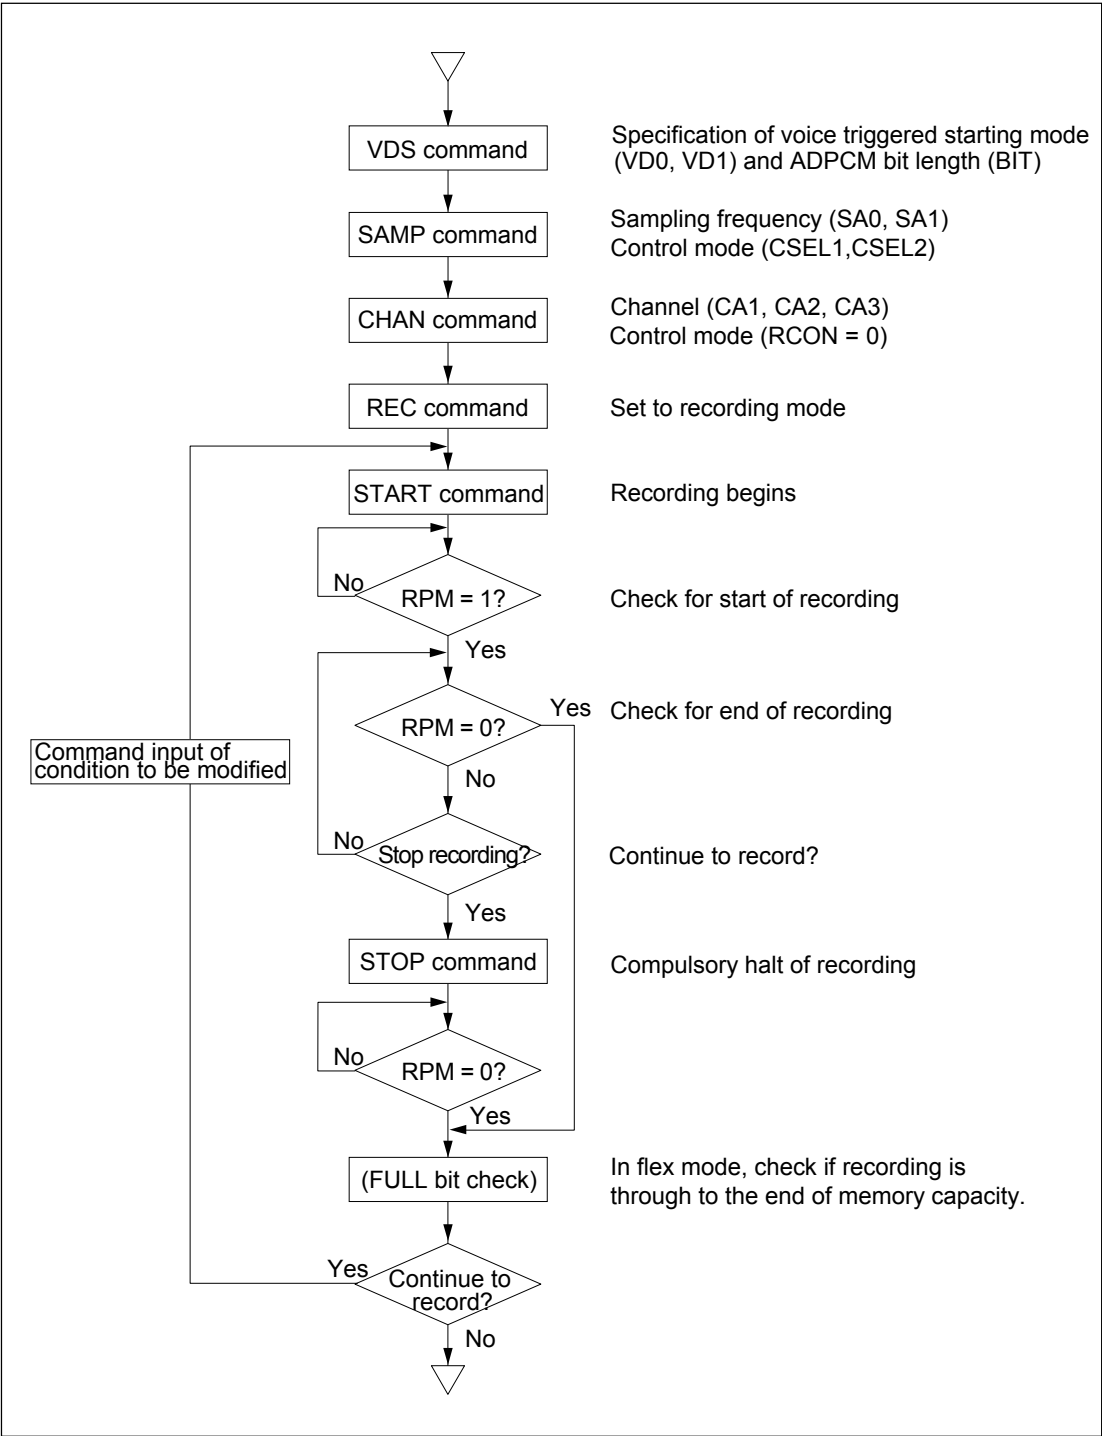 VDS command
Specification of voice triggered starting mode
(VD0, VD1) and ADPCM bit length (BIT)
SAMP command
Sampling frequency (SA0, SA1)
Control mode (CSEL1,CSEL2)
CHAN command
Channel (CA1, CA2, CA3)
Control mode (RCON = 0)
REC command
Set to recording mode
START command
Recording begins
No
RPM = 1?
Check for start of recording
Yes
RPM = 0?
Yes
Check for end of recording
Command input of
condition to be modified
No
No
Stop recording?
Continue to record?
Yes
STOP command
Compulsory halt of recording
No
RPM = 0?
Yes
(FULL bit check)
In flex mode, check if recording is
through to the end of memory capacity.
Yes
Continue to
record?
No